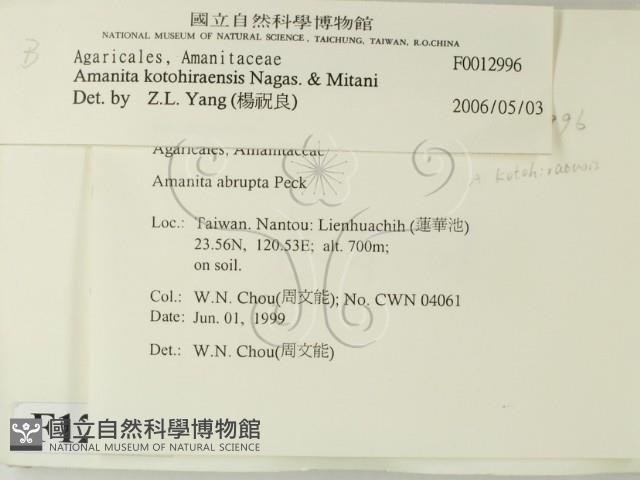 國立自然科學博物館
NATIONAL MUSEUM OF NATURAL SCIENCE, TAICHUNG, TAIWAN, R.O.CHINA
B
Agaricales, Amanitaceae F0012996
Amanita kotohiraensis Nagas. & Mitani
Det. by Z.L. Yang (楊祝良) 2006/05/03
96
Agaricales, Amanitaceae
A kotohiraensis
Amanita abrupta Peck
Loc.: Taiwan. Nantou: Lienhuachih (蓮華池)
23.56N, 120.53E; alt. 700m;
on soil.
Col.: W.N. Chou(周文能); No. CWN 04061
Date: Jun. 01, 1999
Det.: W.N. Chou(周文能)
國立自然科學博物館
NATIONAL MUSEUM OF NATURAL SCIENCE